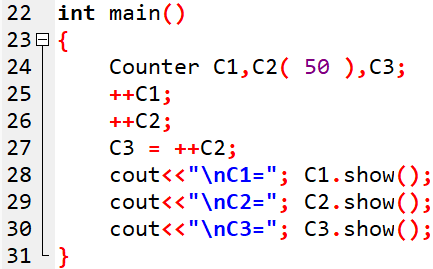 22 int main()
23 {
24     Counter C1,C2( 50 ),C3;
25     ++C1;
26     ++C2;
27     C3 = ++C2;
28     cout<<"\nC1="; C1.show();
29     cout<<"\nC2="; C2.show();
30     cout<<"\nC3="; C3.show();
31 }